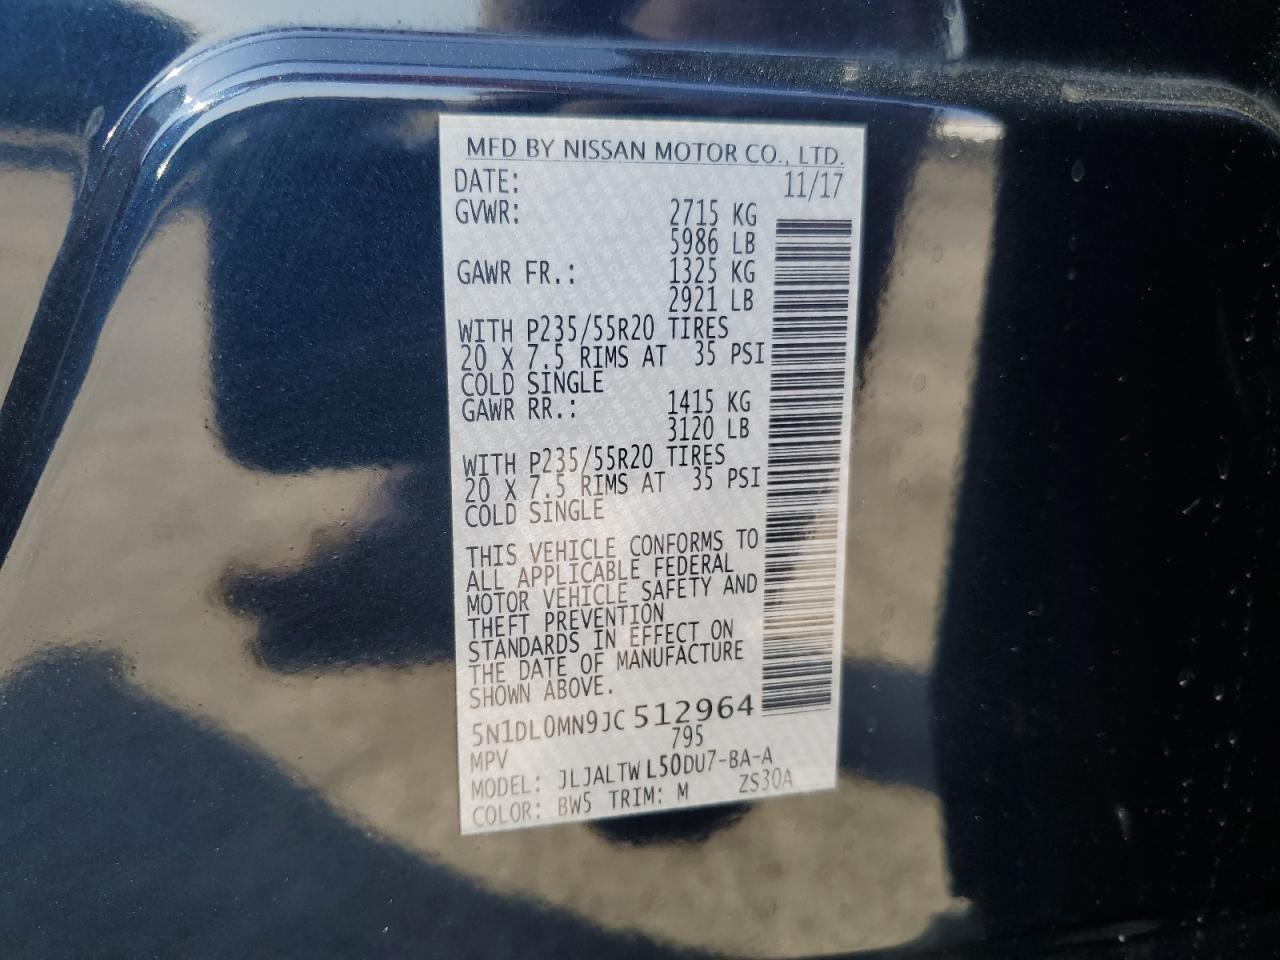 MFD BY NISSAN MOTOR CO., LTD.
DATE: 11/17
GVWR: 2715 KG
5986 LB
GAWR FR.: 1325 KG
2921 LB
WITH P235/55R20 TIRES
20 X 7.5 RIMS AT 35 PSI
COLD SINGLE
GAWR RR.: 1415 KG
3120 LB
WITH P235/55R20 TIRES
20 X 7.5 RIMS AT 35 PSI
COLD SINGLE
THIS VEHICLE CONFORMS TO
ALL APPLICABLE FEDERAL
MOTOR VEHICLE SAFETY AND
THEFT PREVENTION
STANDARDS IN EFFECT ON
THE DATE OF MANUFACTURE
SHOWN ABOVE.
5N1DL0MN9JC512964
MPV 795
MODEL: JLJALTWL50DU7-BA-A
COLOR: BW5 TRIM: M ZS30A